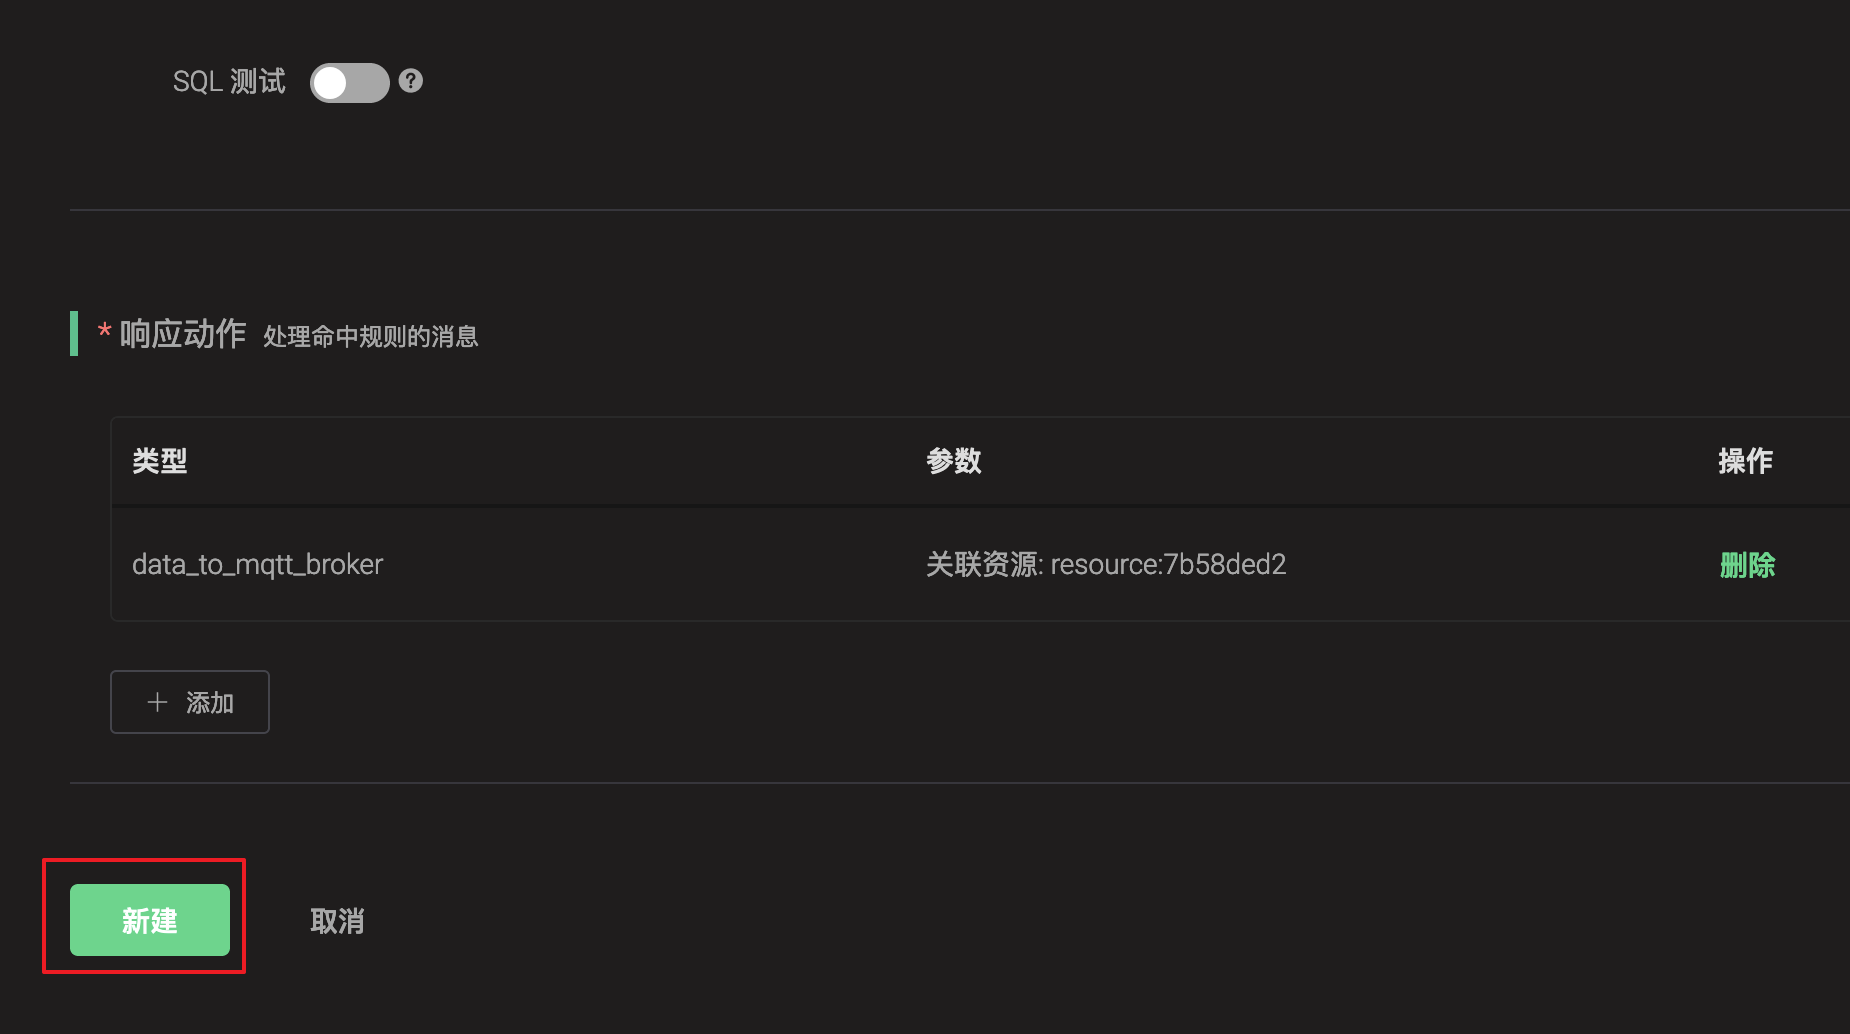 SQL 测试
* 响应动作 处理命中规则的消息
类型 参数 操作
data_to_mqtt_broker 关联资源: resource:7b58ded2 删除
+ 添加
新建 取消